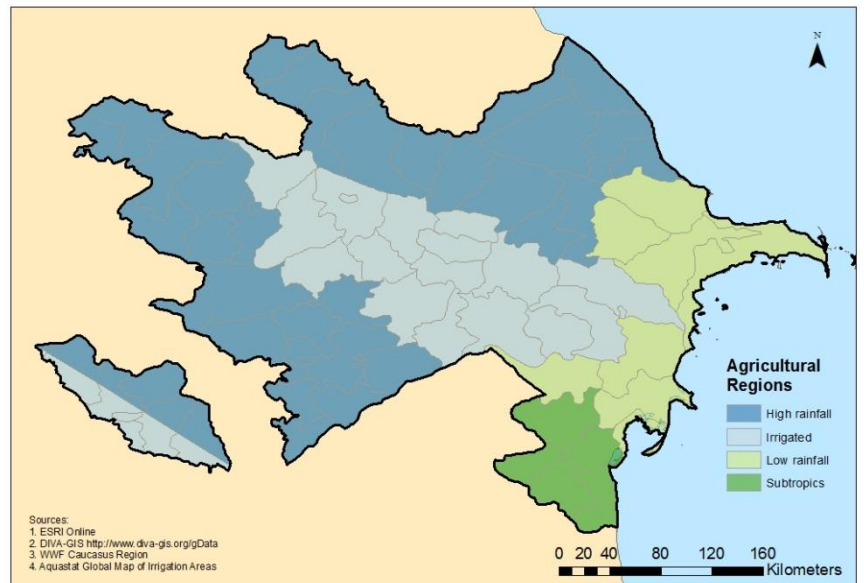 N
Agricultural
Regions
High rainfall
Irrigated
Low rainfall
Subtropics
Sources:
1. ESRI Online
2. DIVA-GIS http://www.diva-gis.org/gData
3. WWF Caucasus Region
4. Aquastat Global Map of Irrigation Areas
0 20 40 80 120 160
Kilometers